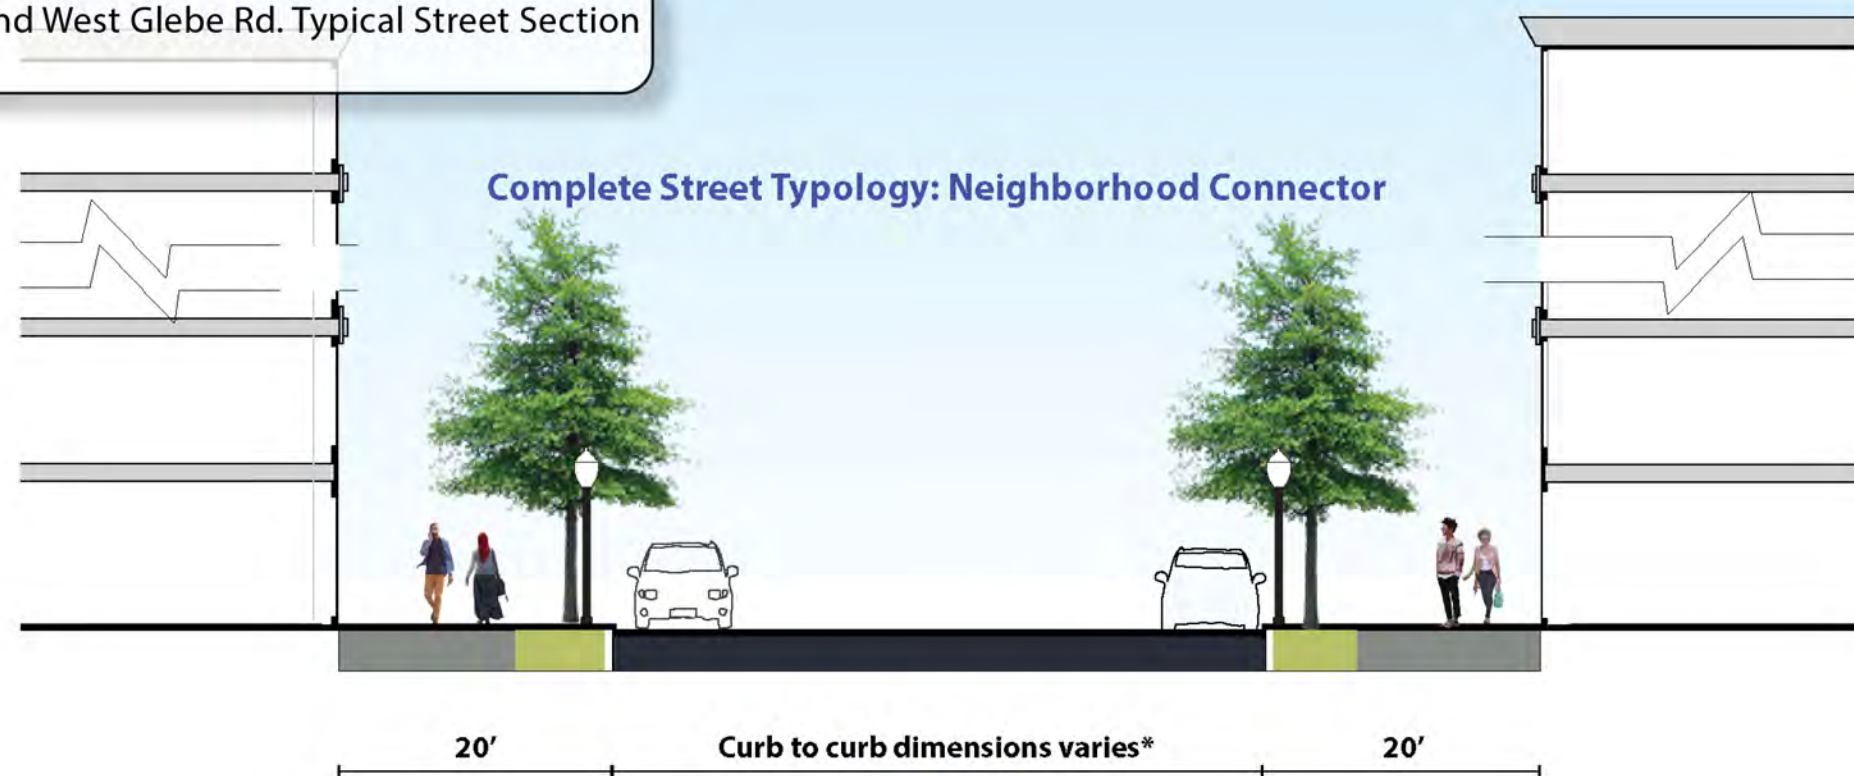 nd West Glebe Rd. Typical Street Section
Complete Street Typology: Neighborhood Connector
20’ Curb to curb dimensions varies* 20’